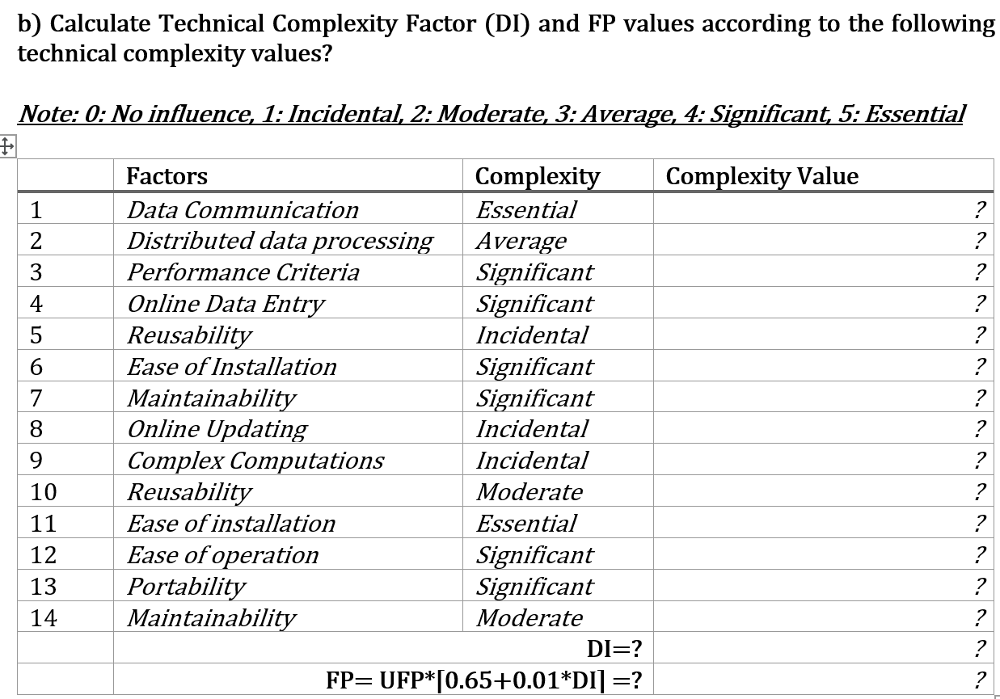 b) Calculate Technical Complexity Factor (DI) and FP values according to the following
technical complexity values?
Note: 0: No influence, 1: Incidental, 2: Moderate, 3: Average, 4: Significant, 5: Essential
Factors Complexity Complexity Value
1 Data Communication Essential ?
2 Distributed data processing Average ?
3 Performance Criteria Significant ?
4 Online Data Entry Significant ?
5 Reusability Incidental ?
6 Ease of Installation Significant ?
7 Maintainability Significant ?
8 Online Updating Incidental ?
9 Complex Computations Incidental ?
10 Reusability Moderate ?
11 Ease of installation Essential ?
12 Ease of operation Significant ?
13 Portability Significant ?
14 Maintainability Moderate ?
DI=? ?
FP= UFP*[0.65+0.01*DI] =? ?